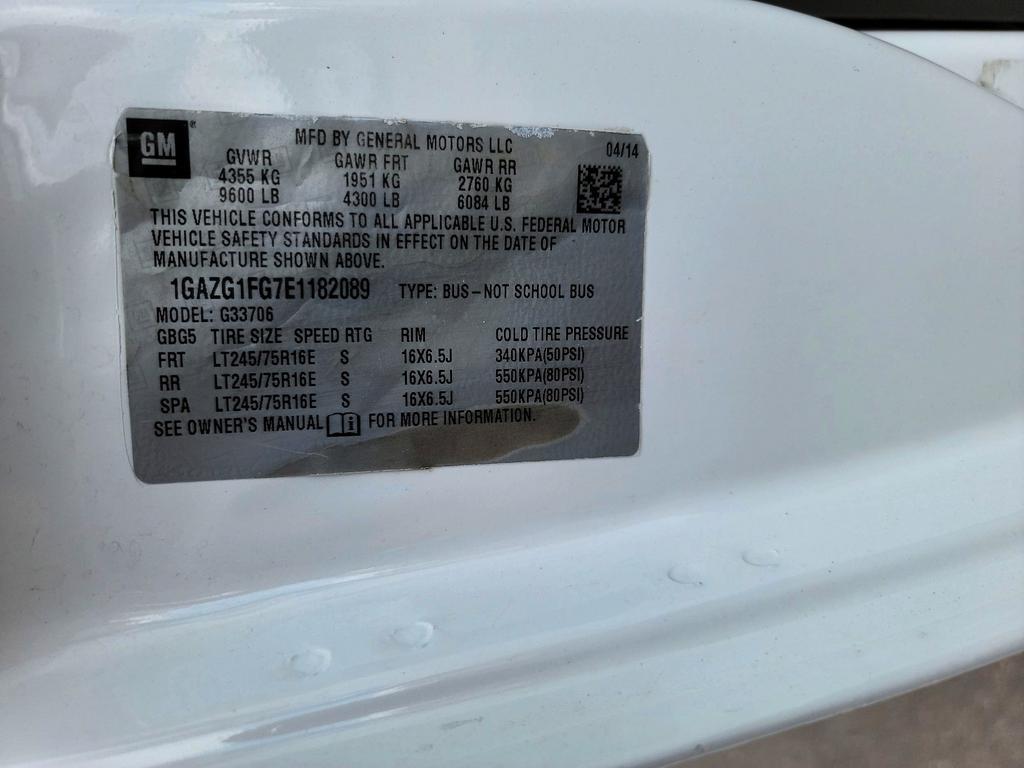 GM ®
MFD BY GENERAL MOTORS LLC 04/14
GVWR GAWR FRT GAWR RR
4355 KG 1951 KG 2760 KG
9600 LB 4300 LB 6084 LB
THIS VEHICLE CONFORMS TO ALL APPLICABLE U.S. FEDERAL MOTOR
VEHICLE SAFETY STANDARDS IN EFFECT ON THE DATE OF
MANUFACTURE SHOWN ABOVE.
1GAZG1FG7E1182089 TYPE: BUS-NOT SCHOOL BUS
MODEL: G33706
GBG5 TIRE SIZE SPEED RTG RIM COLD TIRE PRESSURE
FRT LT245/75R16E S 16X6.5J 340KPA(50PSI)
RR LT245/75R16E S 16X6.5J 550KPA(80PSI)
SPA LT245/75R16E S 16X6.5J 550KPA(80PSI)
SEE OWNER'S MANUAL i FOR MORE INFORMATION.